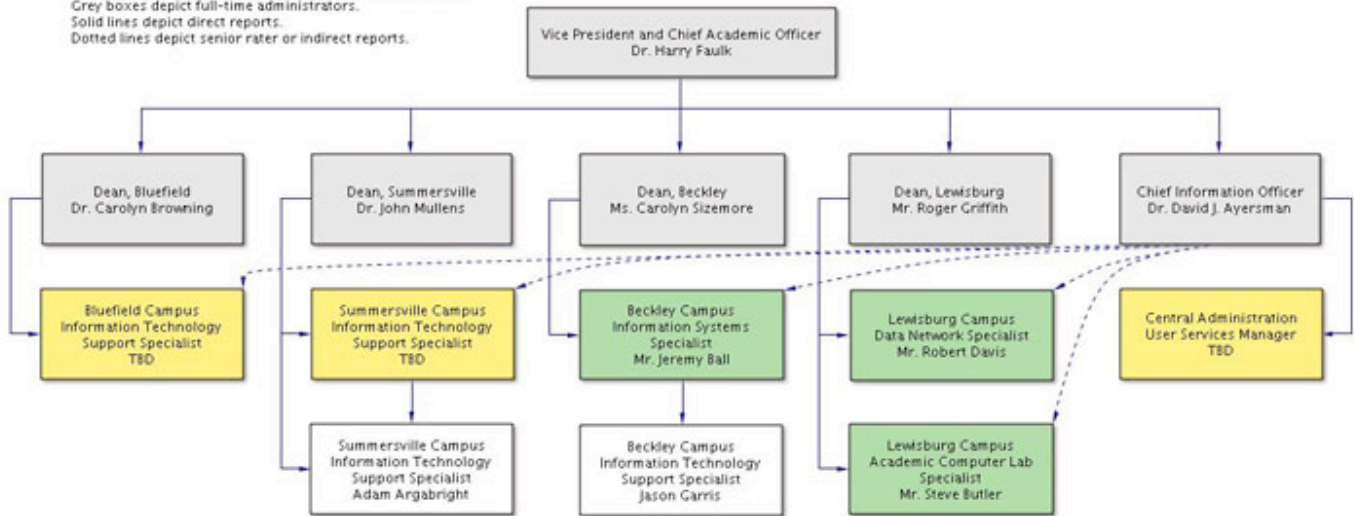 Grey boxes depict full-time administrators.
Solid lines depict direct reports.
Dotted lines depict senior rater or indirect reports.
Vice President and Chief Academic Officer
Dr. Harry Faulk
Dean, Bluefield
Dr. Carolyn Browning
Dean, Summersville
Dr. John Mullens
Dean, Beckley
Ms. Carolyn Sizemore
Dean, Lewisburg
Mr. Roger Griffith
Chief Information Officer
Dr. David J. Ayersman
Bluefield Campus
Information Technology
Support Specialist
TBD
Summersville Campus
Information Technology
Support Specialist
TBD
Beckley Campus
Information Systems
Specialist
Mr. Jeremy Ball
Lewisburg Campus
Data Network Specialist
Mr. Robert Davis
Central Administration
User Services Manager
TBD
Summersville Campus
Information Technology
Support Specialist
Adam Argabright
Beckley Campus
Information Technology
Support Specialist
Jason Garris
Lewisburg Campus
Academic Computer Lab
Specialist
Mr. Steve Butler